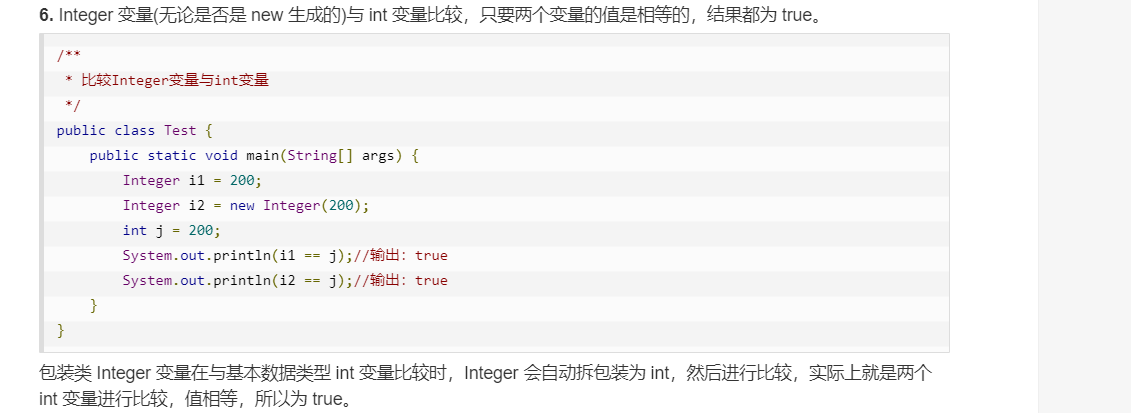 6. Integer 变量(无论是否是 new 生成的)与 int 变量比较，只要两个变量的值是相等的，结果都为 true。
/**
 * 比较Integer变量与int变量
 */
public class Test {
    public static void main(String[] args) {
        Integer i1 = 200;
        Integer i2 = new Integer(200);
        int j = 200;
        System.out.println(i1 == j);//输出：true
        System.out.println(i2 == j);//输出：true
    }
}
包装类 Integer 变量在与基本数据类型 int 变量比较时，Integer 会自动拆包装为 int，然后进行比较，实际上就是两个
int 变量进行比较，值相等，所以为 true。